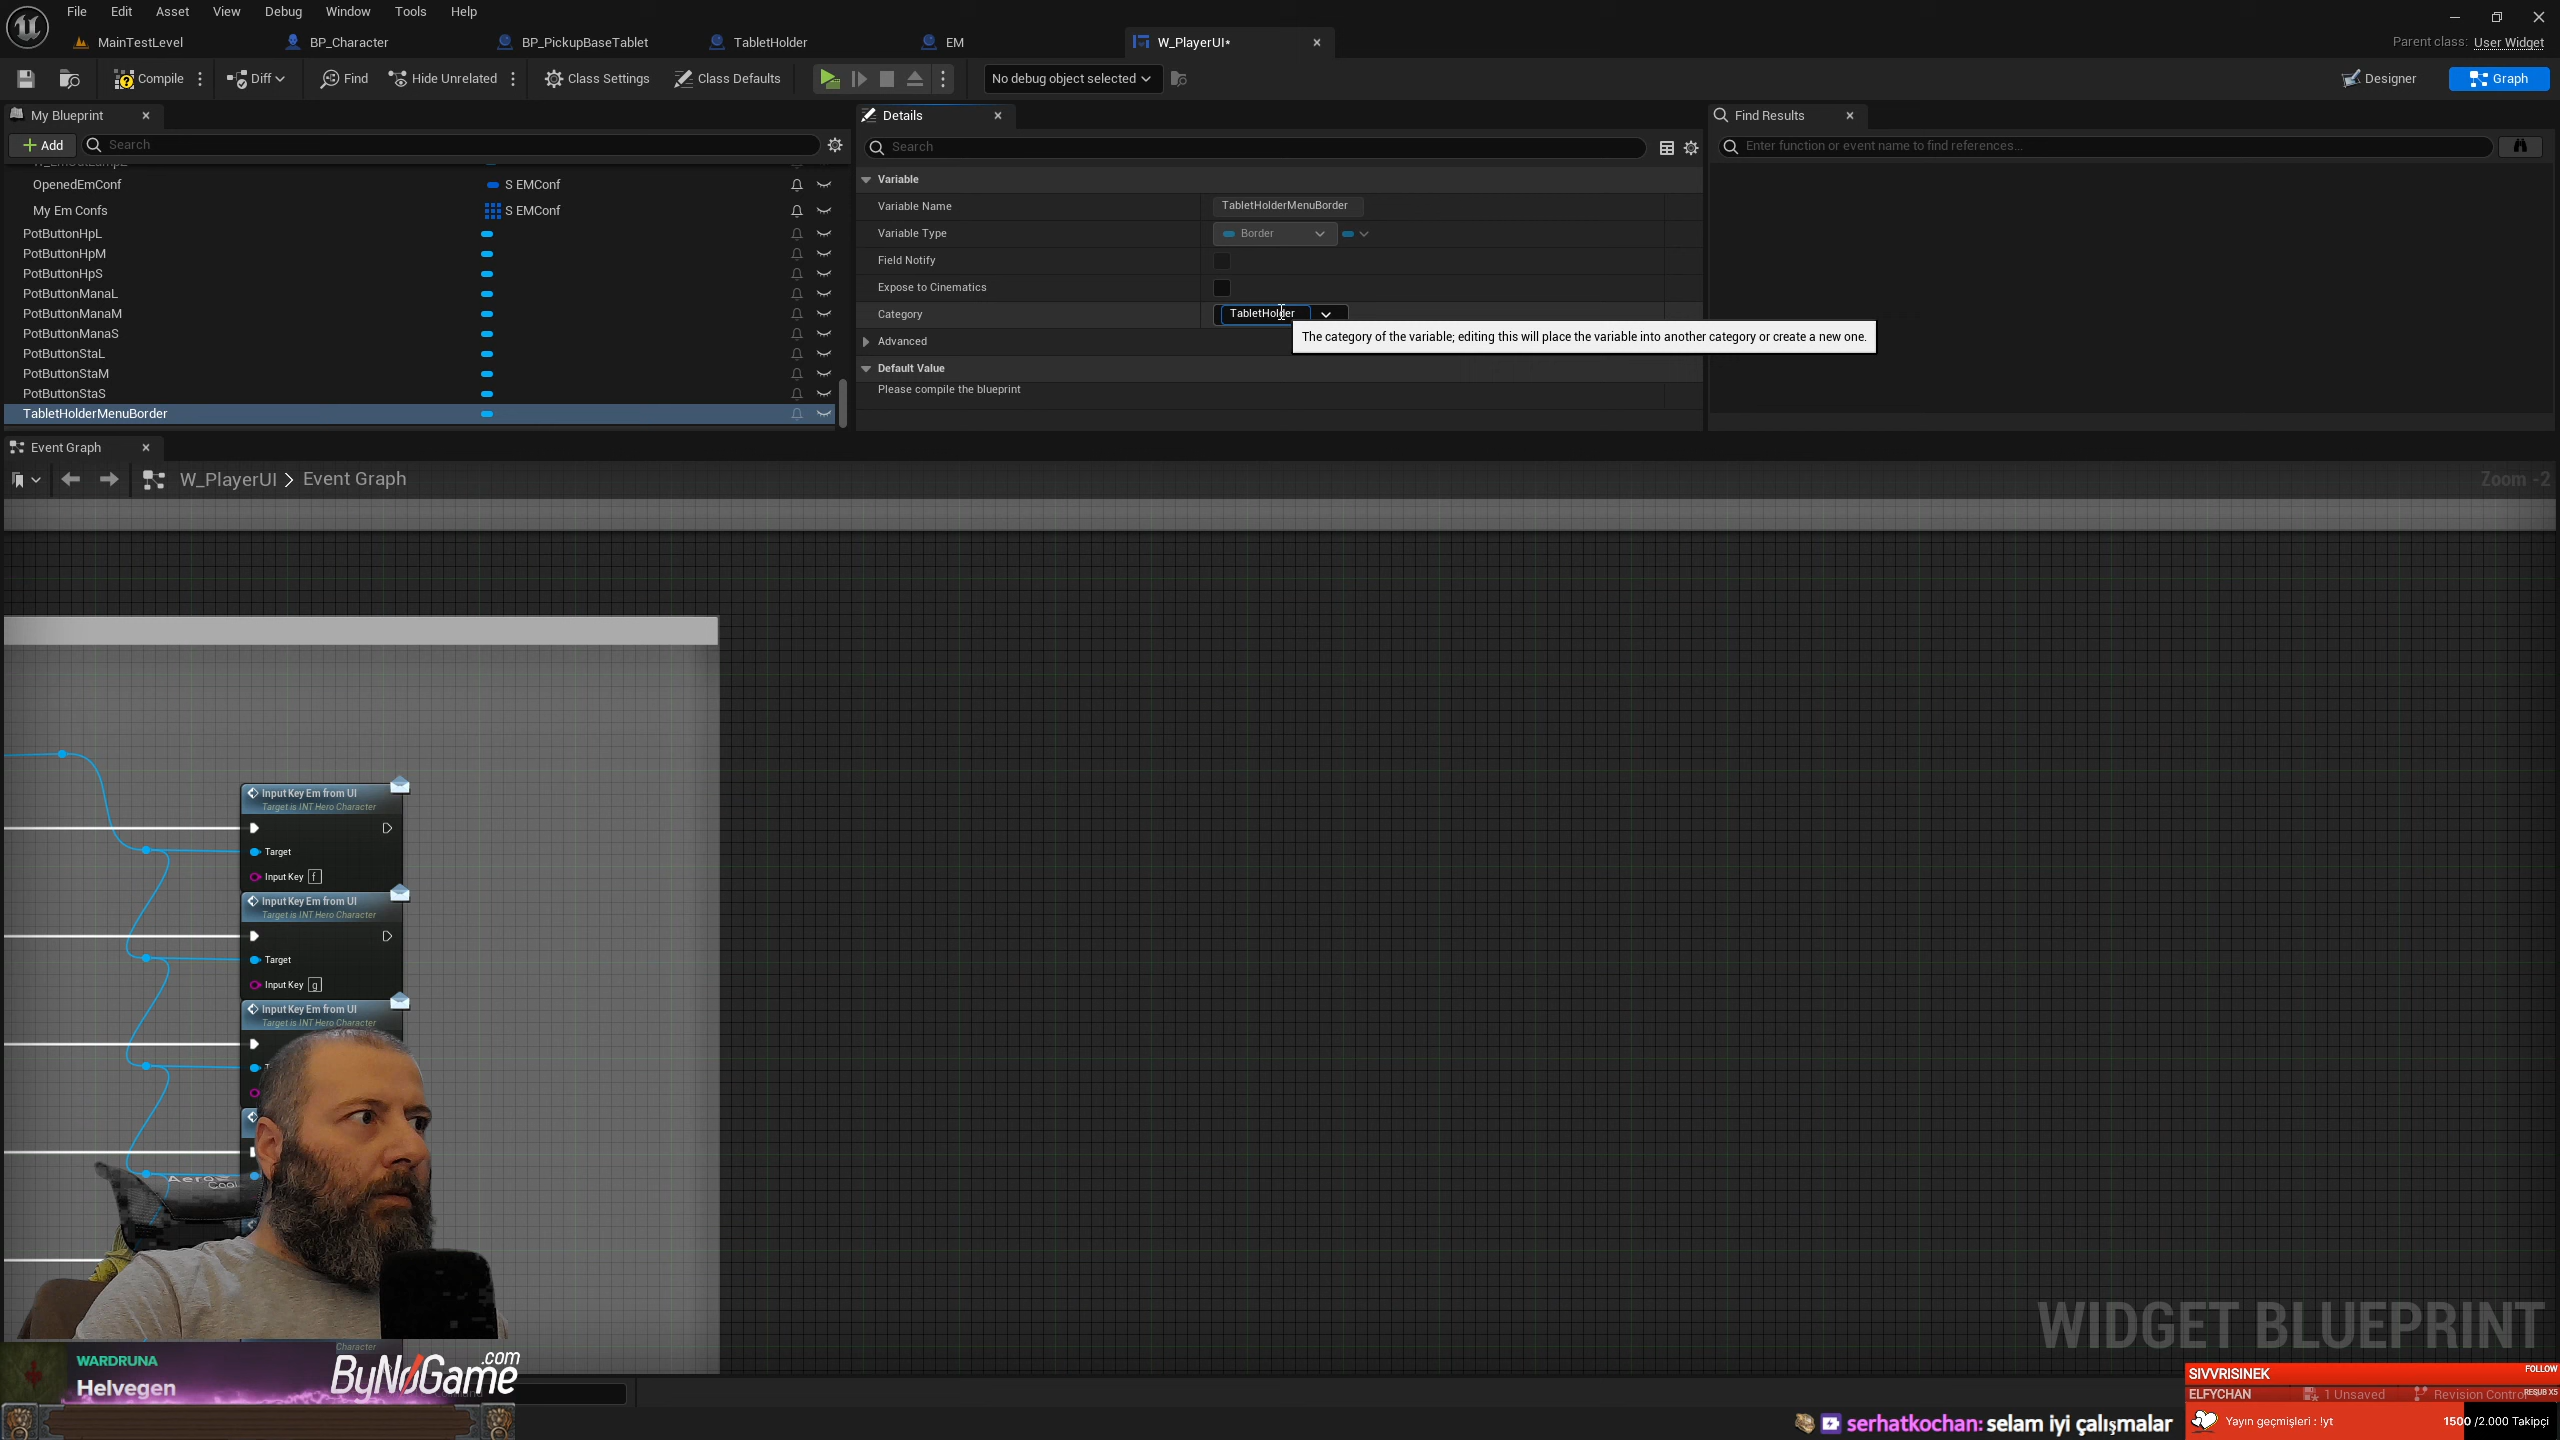 File Edit Asset View Debug Window Tools Help
MainTestLevel BP_Character BP_PickupBaseTablet TabletHolder EM W_PlayerUI*
Parent class: User Widget
Compile Diff Find Hide Unrelated Class Settings Class Defaults No debug object selected Designer Graph
My Blueprint
Add Search
OpenedEmConf S EMConf
My Em Confs S EMConf
PotButtonHpL
PotButtonHpM
PotButtonHpS
PotButtonManaL
PotButtonManaM
PotButtonManaS
PotButtonStaL
PotButtonStaM
PotButtonStaS
TabletHolderMenuBorder
Details
Search
Variable
Variable Name TabletHolderMenuBorder
Variable Type Border
Field Notify
Expose to Cinematics
Category TabletHolder
The category of the variable; editing this will place the variable into another category or create a new one.
Advanced
Default Value
Please compile the blueprint
Find Results
Enter function or event name to find references...
Event Graph
W_PlayerUI > Event Graph
Zoom -2
Input Key Em from UI
Target is INT Hero Character
Target
Input Key f
Input Key Em from UI
Target is INT Hero Character
Target
Input Key g
Input Key Em from UI
Target is INT Hero Character
Aero
Cool
Character
WIDGET BLUEPRINT
WARDRUNA
Helvegen
ByNoGame
.com
SIVVRISINEK FOLLOW
ELFYCHAN RESUB X5
1 Unsaved Revision Control
serhatkochan: selam iyi çalışmalar
Yayın geçmişleri : !yt 1500 /2.000 Takipçi